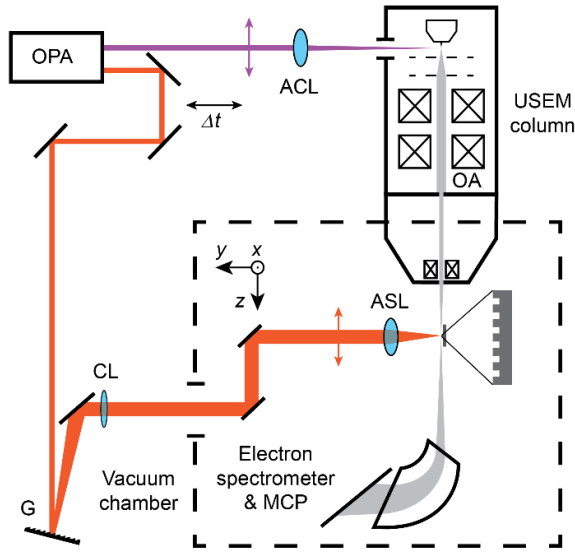 OPA
ACL
Δt
USEM
column
OA
y
x
z
ASL
CL
Vacuum
chamber
Electron
spectrometer
& MCP
G